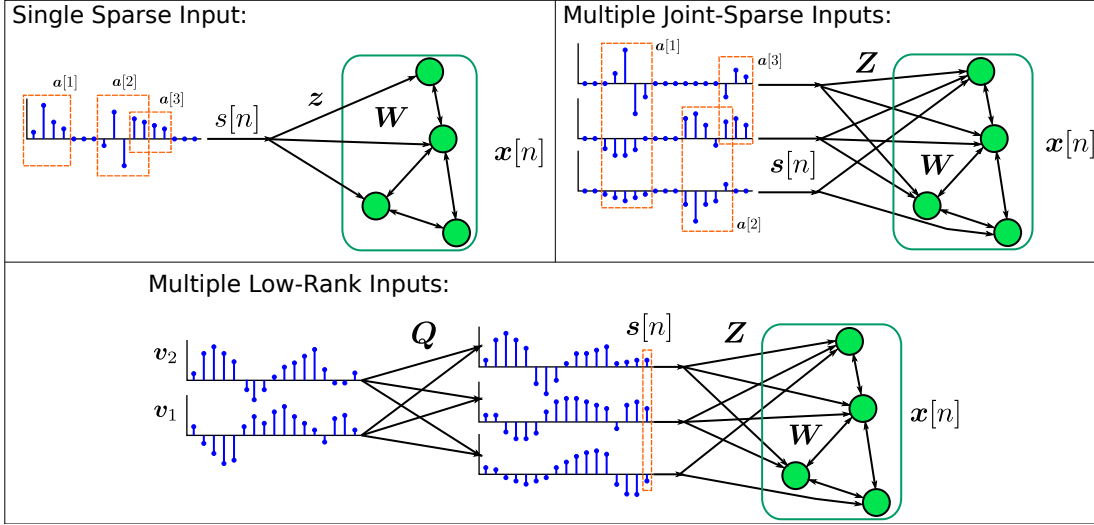 Single Sparse Input:
a[1]
a[2]
a[3]
s[n]
z
W
x[n]
Multiple Joint-Sparse Inputs:
a[1]
a[3]
a[2]
s[n]
Z
W
x[n]
Multiple Low-Rank Inputs:
v₂
v₁
Q
s[n]
Z
W
x[n]